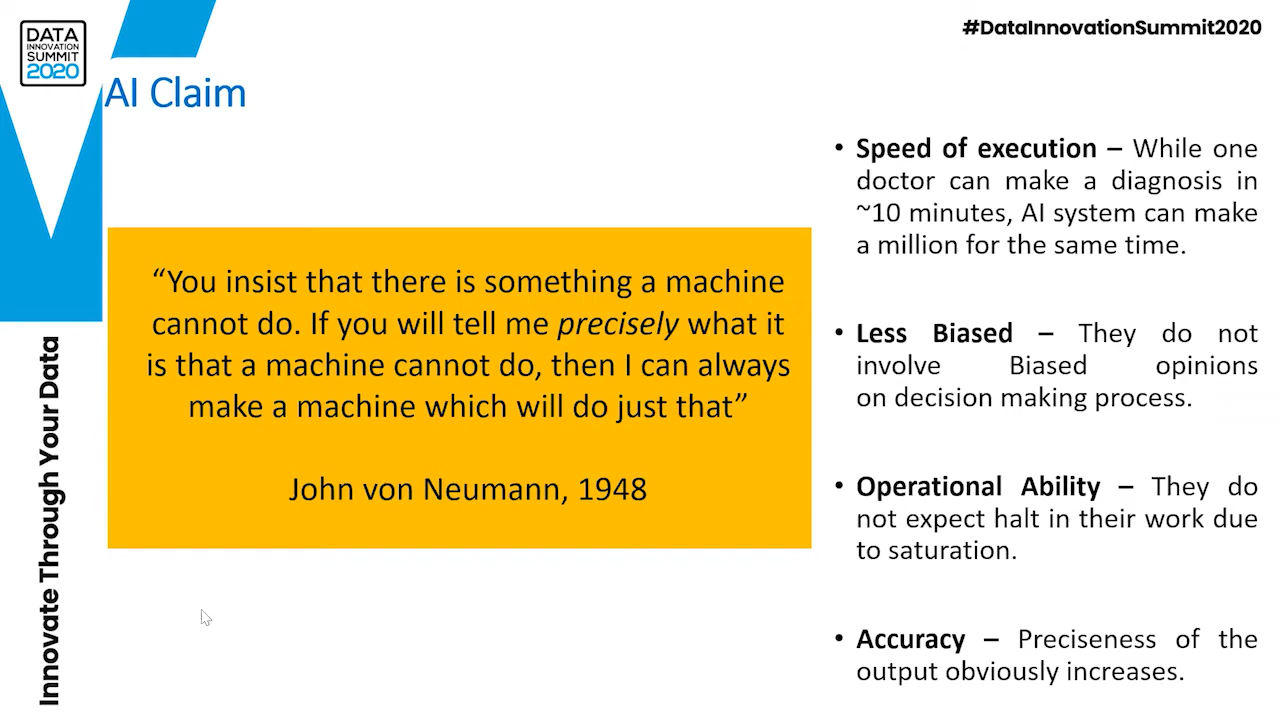 DATA
INNOVATION
SUMMIT
2020
#DataInnovationSummit2020
AI Claim
“You insist that there is something a machine
cannot do. If you will tell me precisely what it
is that a machine cannot do, then I can always
make a machine which will do just that”
John von Neumann, 1948
• Speed of execution – While one
doctor can make a diagnosis in
~10 minutes, AI system can make
a million for the same time.
• Less Biased – They do not
involve Biased opinions
on decision making process.
• Operational Ability – They do
not expect halt in their work due
to saturation.
• Accuracy – Preciseness of the
output obviously increases.
Innovate Through Your Data